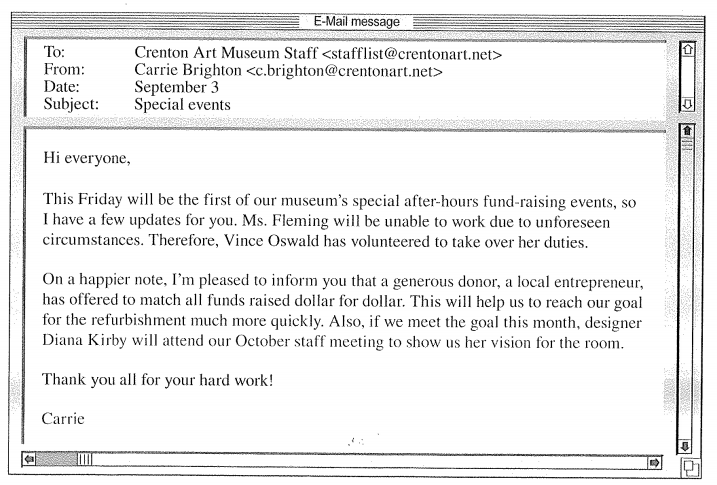 E-Mail message
To: Crenton Art Museum Staff <stafflist@crentonart.net>
From: Carrie Brighton <c.brighton@crentonart.net>
Date: September 3
Subject: Special events
Hi everyone,
This Friday will be the first of our museum's special after-hours fund-raising events, so
I have a few updates for you. Ms. Fleming will be unable to work due to unforeseen
circumstances. Therefore, Vince Oswald has volunteered to take over her duties.
On a happier note, I'm pleased to inform you that a generous donor, a local entrepreneur,
has offered to match all funds raised dollar for dollar. This will help us to reach our goal
for the refurbishment much more quickly. Also, if we meet the goal this month, designer
Diana Kirby will attend our October staff meeting to show us her vision for the room.
Thank you all for your hard work!
Carrie